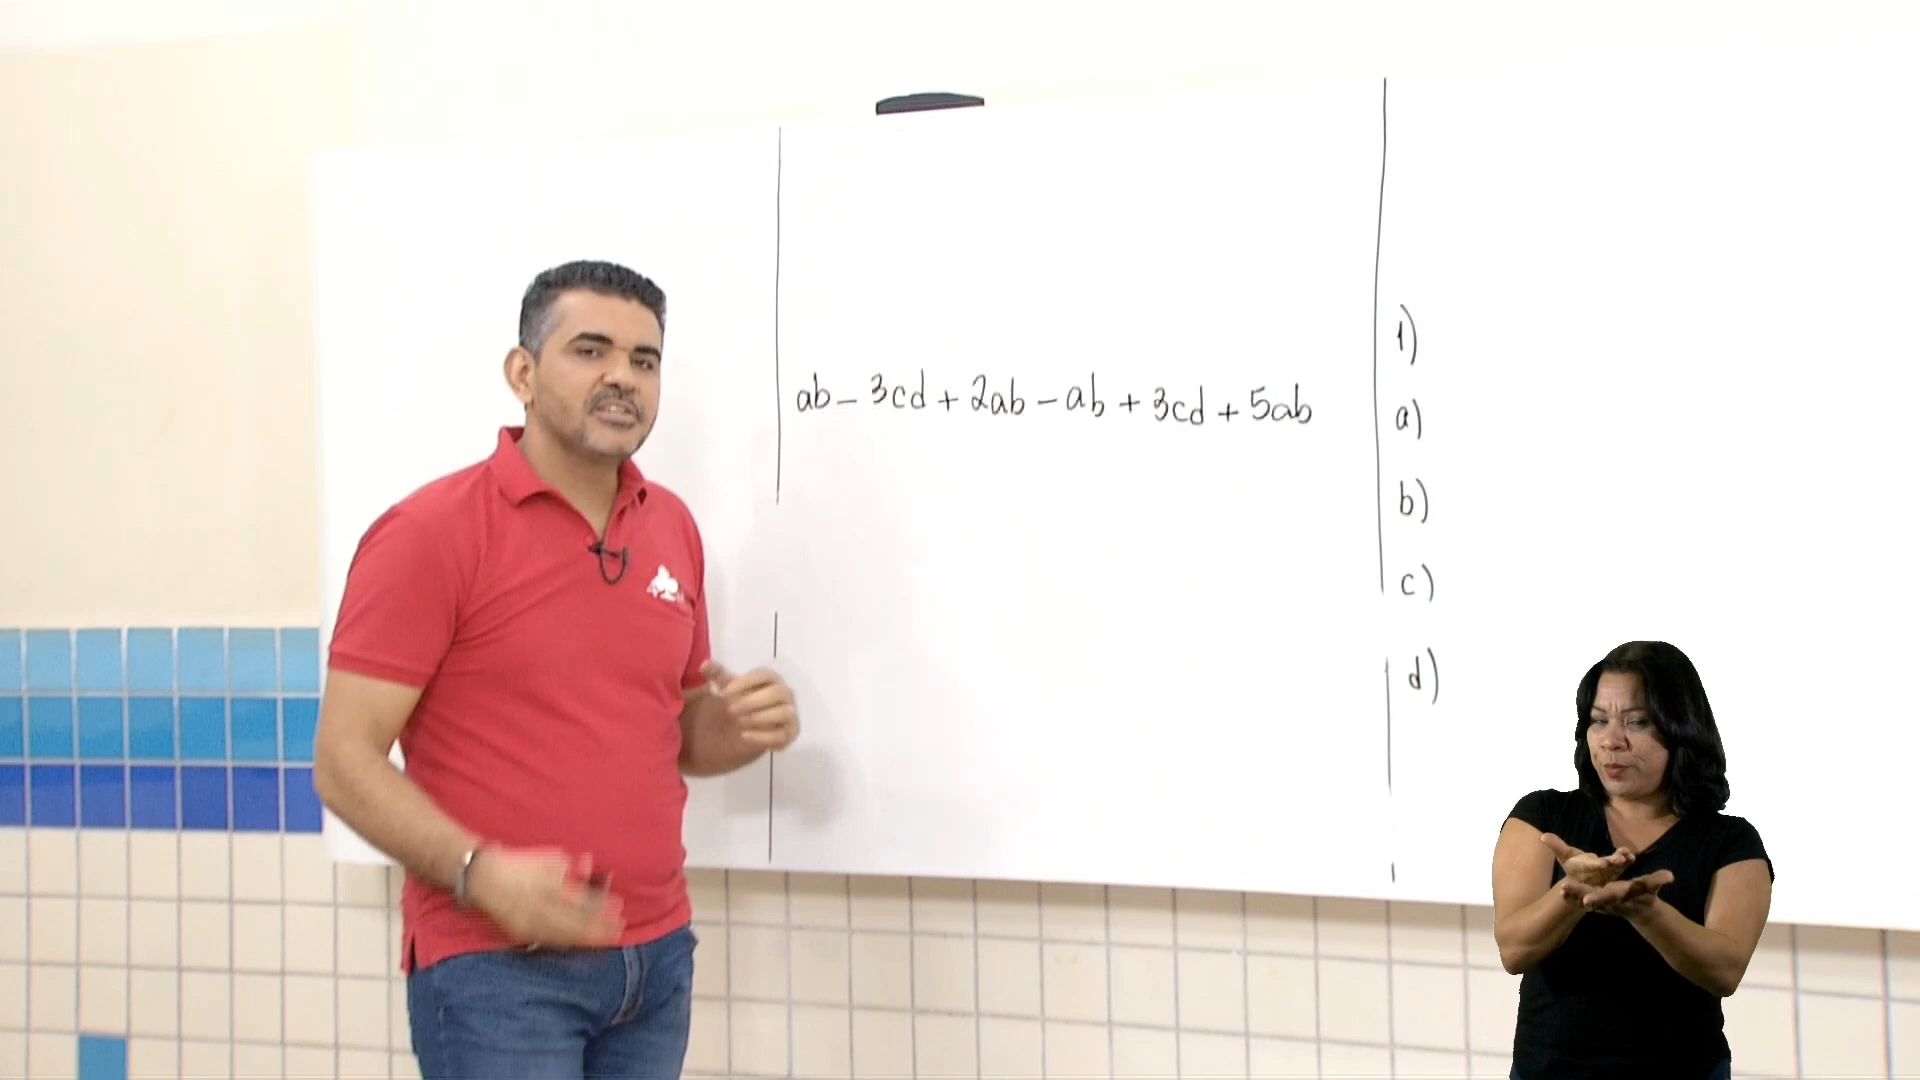 ab - 3cd + 2ab - ab + 3cd + 5ab
1)
a)
b)
c)
d)